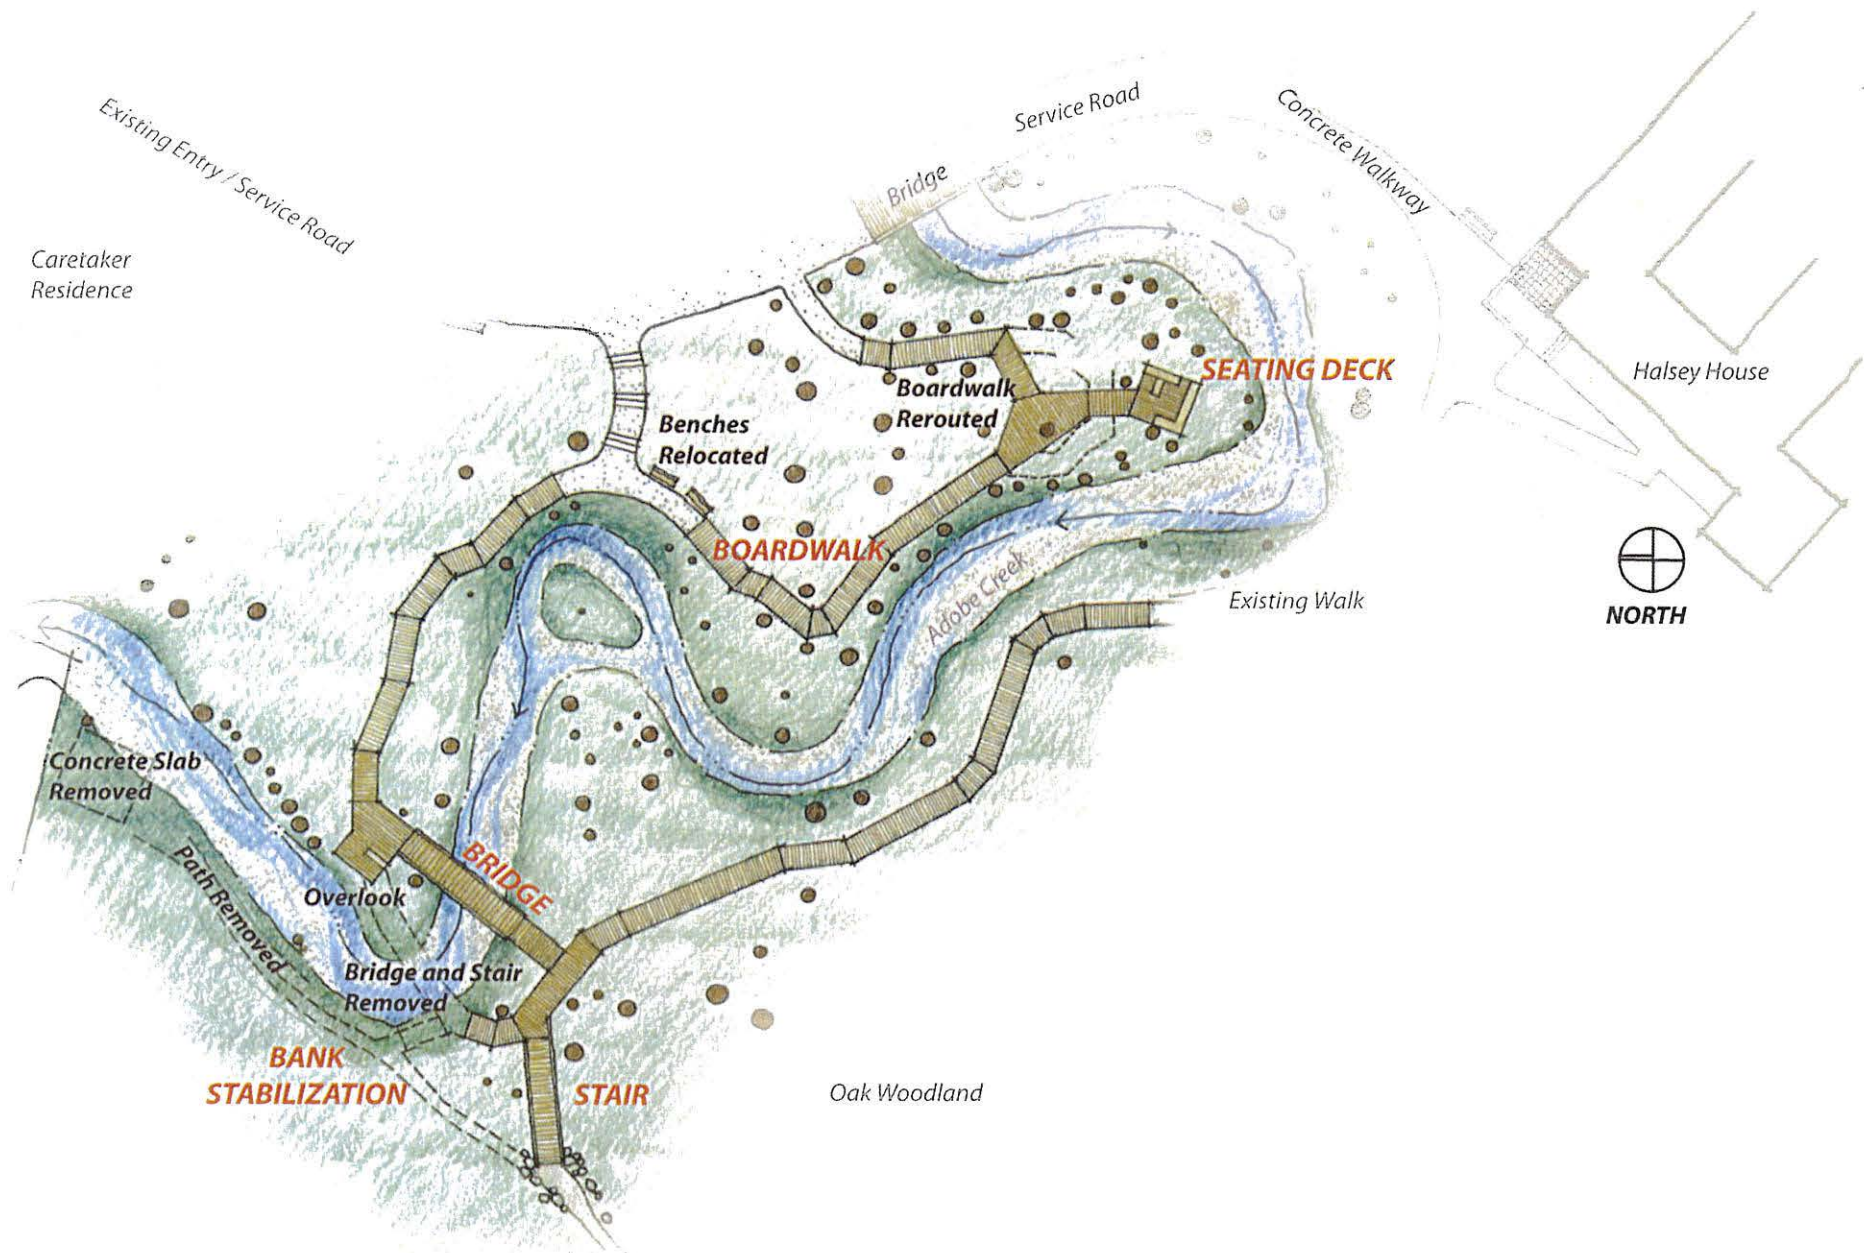 Existing Entry / Service Road
Service Road
Concrete Walkway
Bridge
Caretaker
Residence
SEATING DECK
Halsey House
Boardwalk
Rerouted
Benches
Relocated
BOARDWALK
Adobe Creek
Existing Walk
NORTH
Concrete Slab
Removed
Path Removed
Overlook
BRIDGE
Bridge and Stair
Removed
BANK
STABILIZATION
STAIR
Oak Woodland